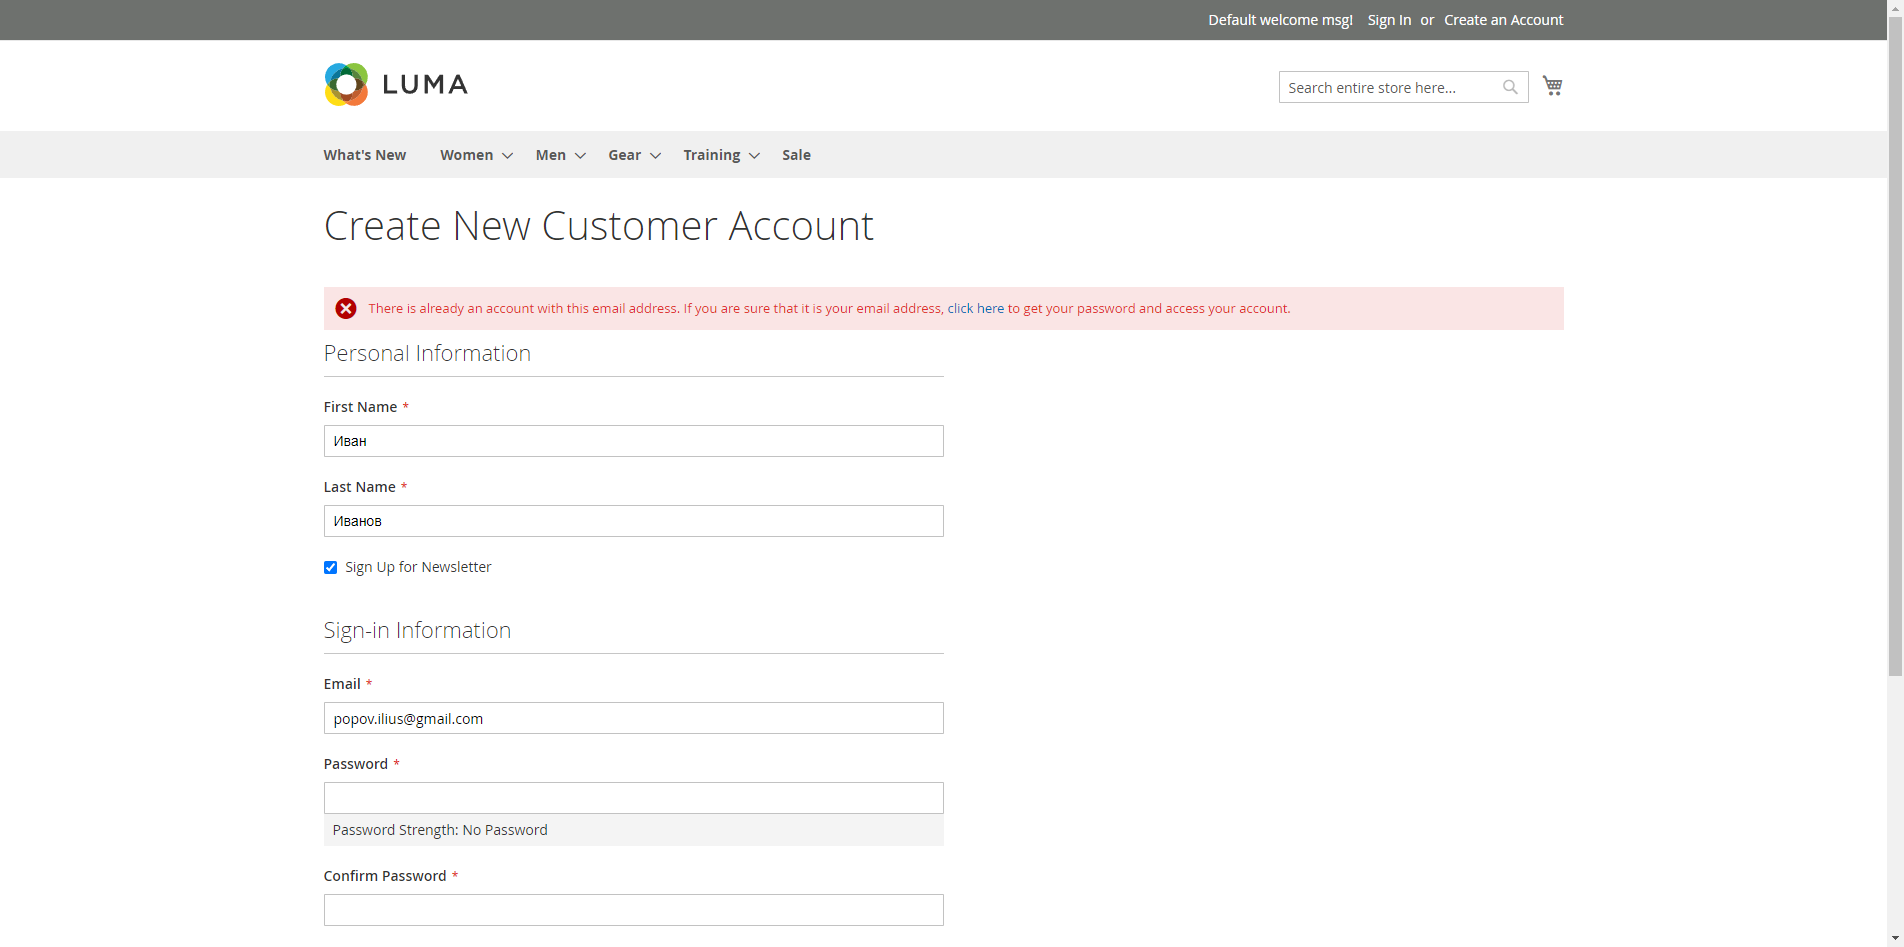 Default welcome msg! Sign In or Create an Account
LUMA
Search entire store here...
What's New Women Men Gear Training Sale
Create New Customer Account
There is already an account with this email address. If you are sure that it is your email address, click here to get your password and access your account.
Personal Information
First Name *
Иван
Last Name *
Иванов
Sign Up for Newsletter
Sign-in Information
Email *
popov.ilius@gmail.com
Password *
Password Strength: No Password
Confirm Password *